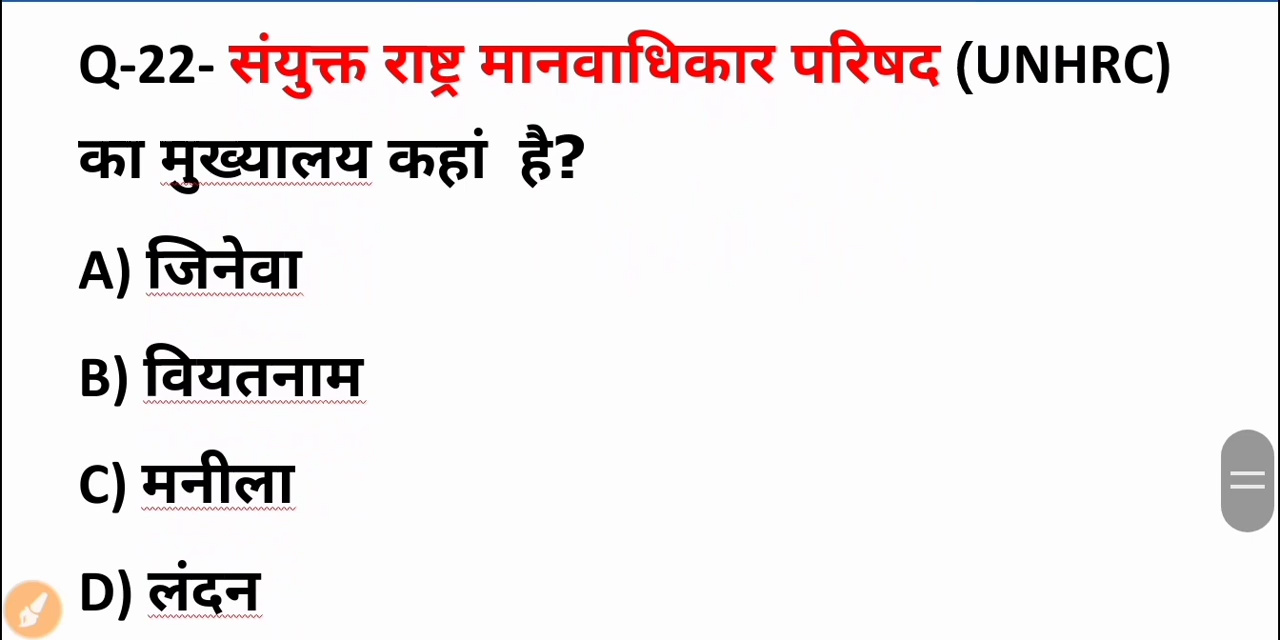 Q-22- संयुक्त राष्ट्र मानवाधिकार परिषद (UNHRC)
का मुख्यालय कहां है?
A) जिनेवा
B) वियतनाम
C) मनीला
D) लंदन